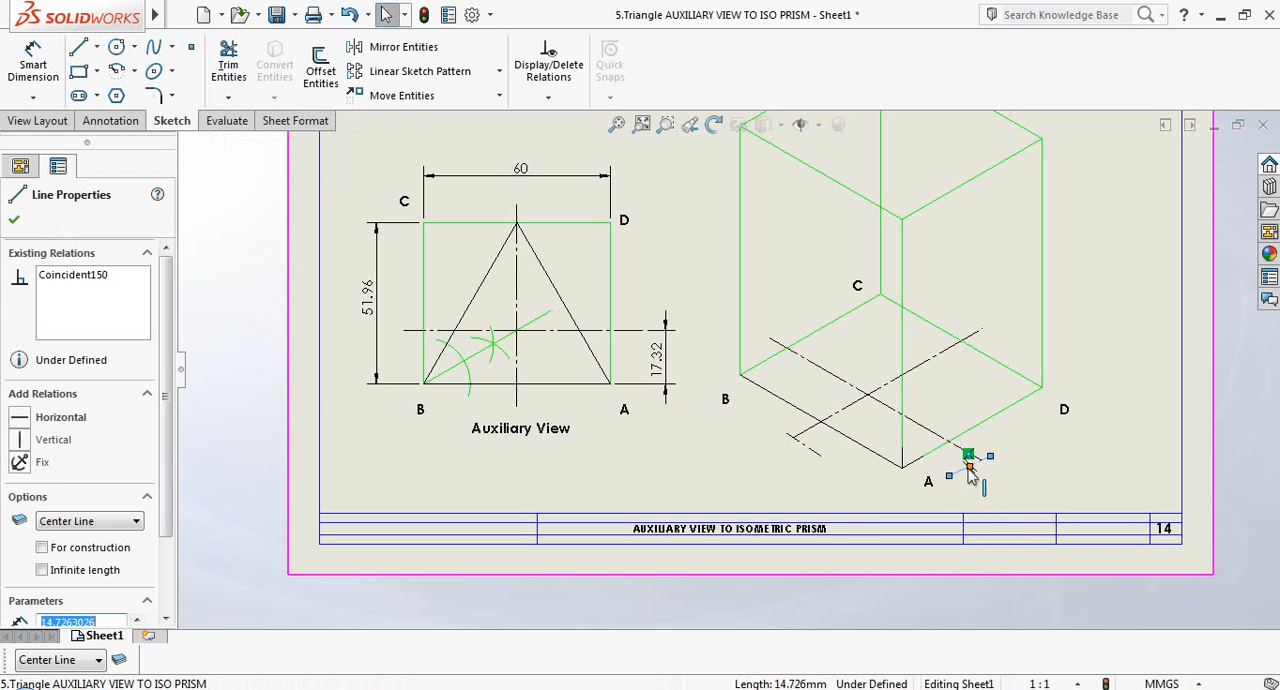 SOLIDWORKS
5.Triangle AUXILIARY VIEW TO ISO PRISM - Sheet1 *
Search Knowledge Base
?
Smart Dimension
Trim Entities
Convert Entities
Offset Entities
Mirror Entities
Linear Sketch Pattern
Move Entities
Display/Delete Relations
Quick Snaps
View Layout
Annotation
Sketch
Evaluate
Sheet Format
Line Properties
?
Existing Relations
Coincident150
Under Defined
Add Relations
Horizontal
Vertical
Fix
Options
Center Line
For construction
Infinite length
Parameters
14.7263026
60
C
D
51.96
17.32
B
A
Auxiliary View
C
B
D
A
AUXILIARY VIEW TO ISOMETRIC PRISM
14
Sheet1
Center Line
5.Triangle AUXILIARY VIEW TO ISO PRISM
Length: 14.726mm
Under Defined
Editing Sheet1
1 : 1
MMGS